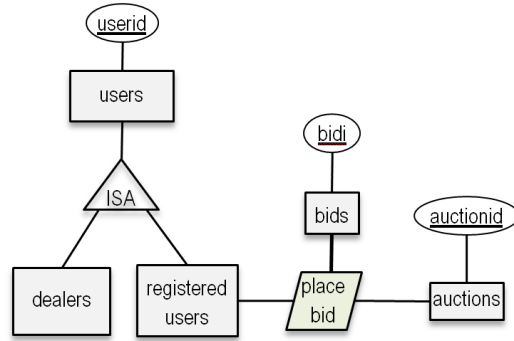 userid
users
ISA
bidi
bids
auctionid
dealers
registered
users
place
bid
auctions